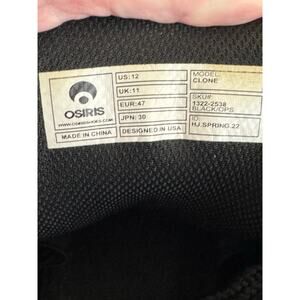 OSIRIS
WWW.OSIRISSHOES.COM
MADE IN CHINA
US: 12
UK: 11
EUR: 47
JPN: 30
DESIGNED IN USA
MODEL:
CLONE
SKU#:
1322-2538
BLACK/OPS
ID:
HJ.SPRING.22